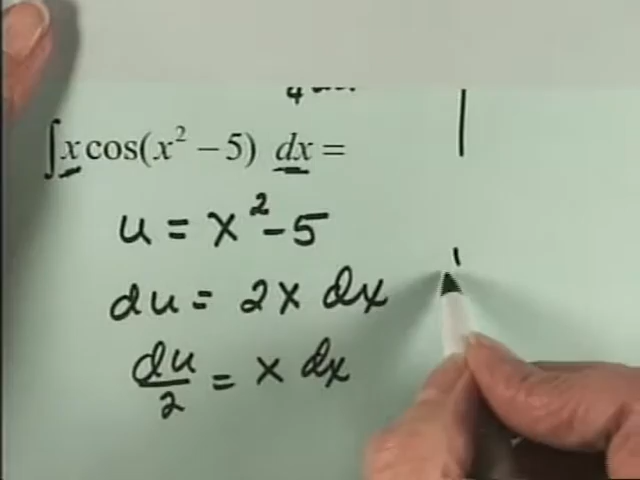 ∫x cos(x² − 5) dx =
u = x² - 5
du = 2x dx
du/2 = x dx